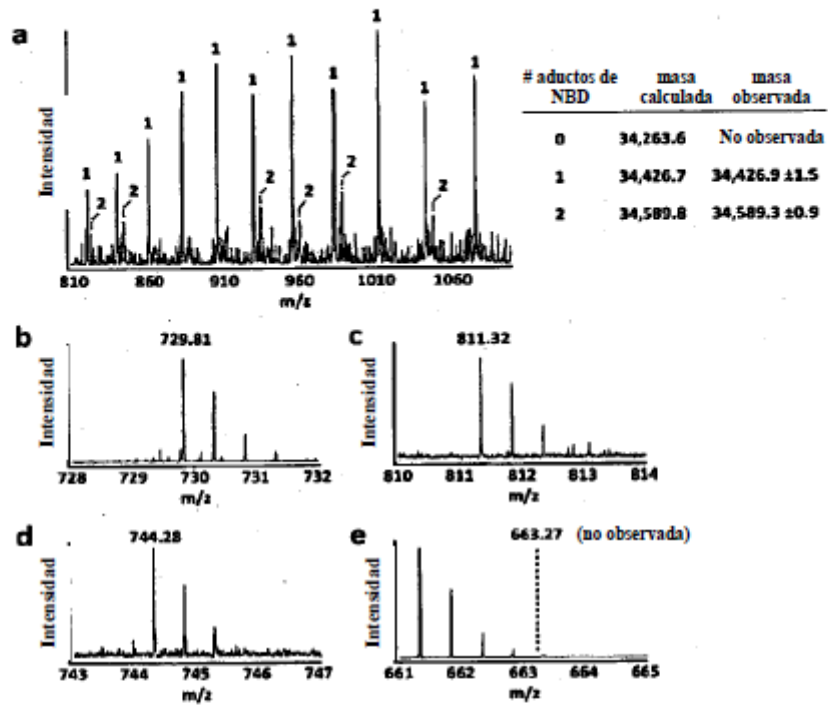 a
1 1 1 1 1 1 1 1 1 1 1
2 2 2 2 2 2
Intensidad
810 860 910 960 1010 1060
m/z
# aductos de NBD masa calculada masa observada
0 34,263.6 No observada
1 34,426.7 34,426.9 ±1.5
2 34,589.8 34,589.3 ±0.9
b
729.81
Intensidad
728 729 730 731 732
m/z
c
811.32
Intensidad
810 811 812 813 814
m/z
d
744.28
Intensidad
743 744 745 746 747
m/z
e
663.27 (no observada)
Intensidad
661 662 663 664 665
m/z